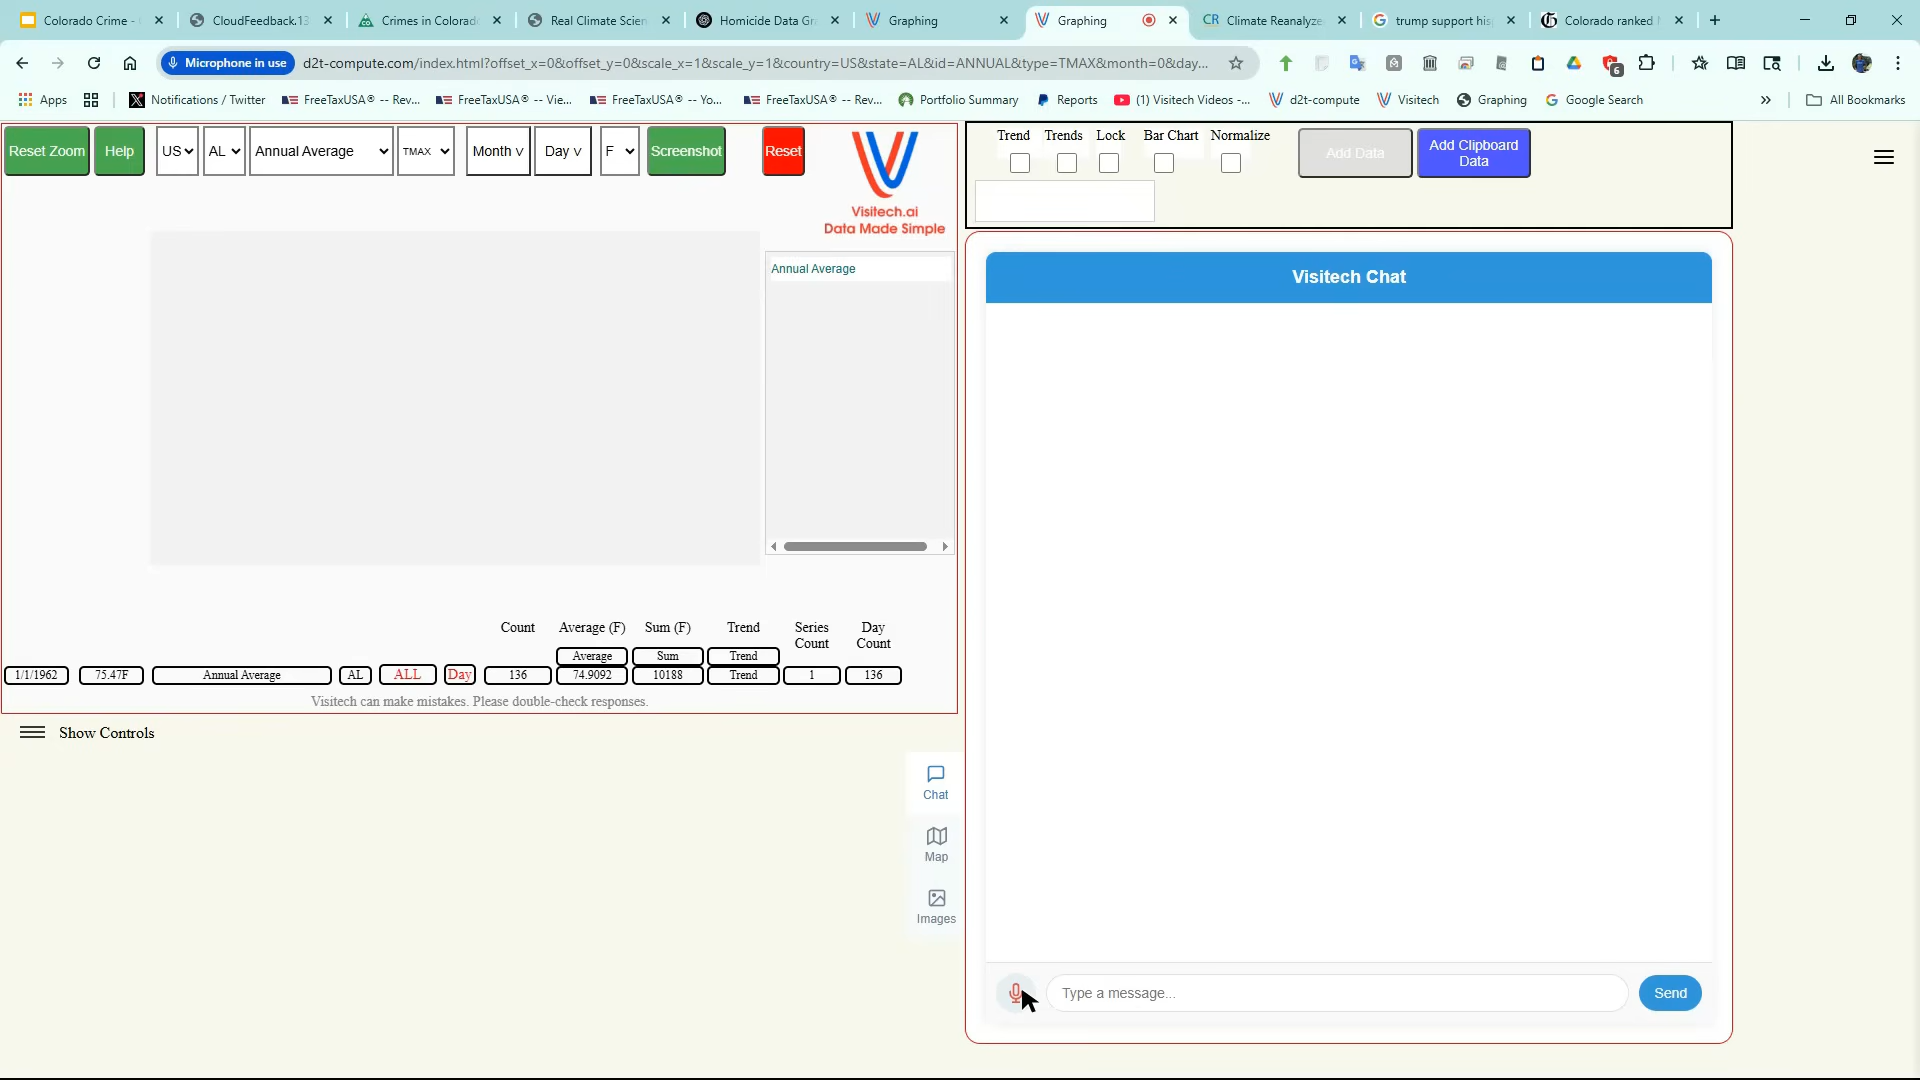 Colorado Crime -
CloudFeedback.13
Crimes in Colorad
Real Climate Scien
Homicide Data Gr
Graphing
Graphing
CR Climate Reanalyze
trump support his
Colorado ranked
Microphone in use
d2t-compute.com/index.html?offset_x=0&offset_y=0&scale_x=1&scale_y=1&country=US&state=AL&id=ANNUAL&type=TMAX&month=0&day...
6
Apps
Notifications / Twitter
FreeTaxUSA® -- Rev...
FreeTaxUSA® -- Vie...
FreeTaxUSA® -- Yo...
FreeTaxUSA® -- Rev...
Portfolio Summary
Reports
(1) Visitech Videos -...
d2t-compute
Visitech
Graphing
Google Search
All Bookmarks
Reset Zoom
Help
US
AL
Annual Average
TMAX
Month V
Day V
F
Screenshot
Reset
Visitech.ai
Data Made Simple
Trend
Trends
Lock
Bar Chart
Normalize
Add Data
Add Clipboard
Data
Annual Average
Visitech Chat
Count
Average (F)
Sum (F)
Trend
Series
Count
Day
Count
Average
Sum
Trend
1/1/1962
75.47F
Annual Average
AL
ALL
Day
136
74.9092
10188
Trend
1
136
Visitech can make mistakes. Please double-check responses.
Show Controls
Chat
Map
Images
Type a message...
Send